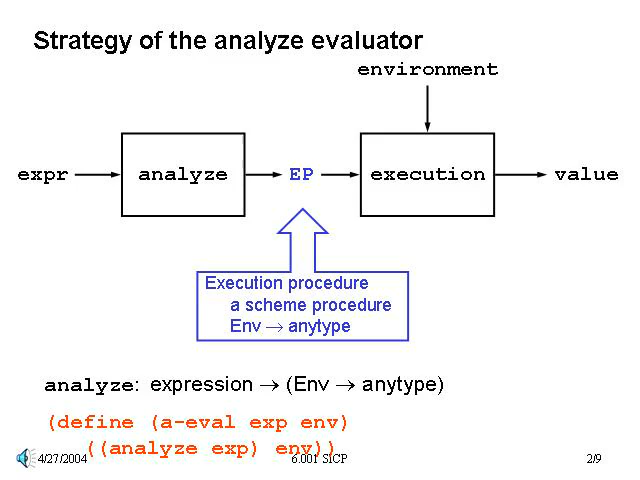 Strategy of the analyze evaluator
environment
expr analyze EP execution value
Execution procedure
a scheme procedure
Env → anytype
analyze: expression → (Env → anytype)
(define (a-eval exp env)
((analyze exp) env))
4/27/2004 6.001 SICP 2/9